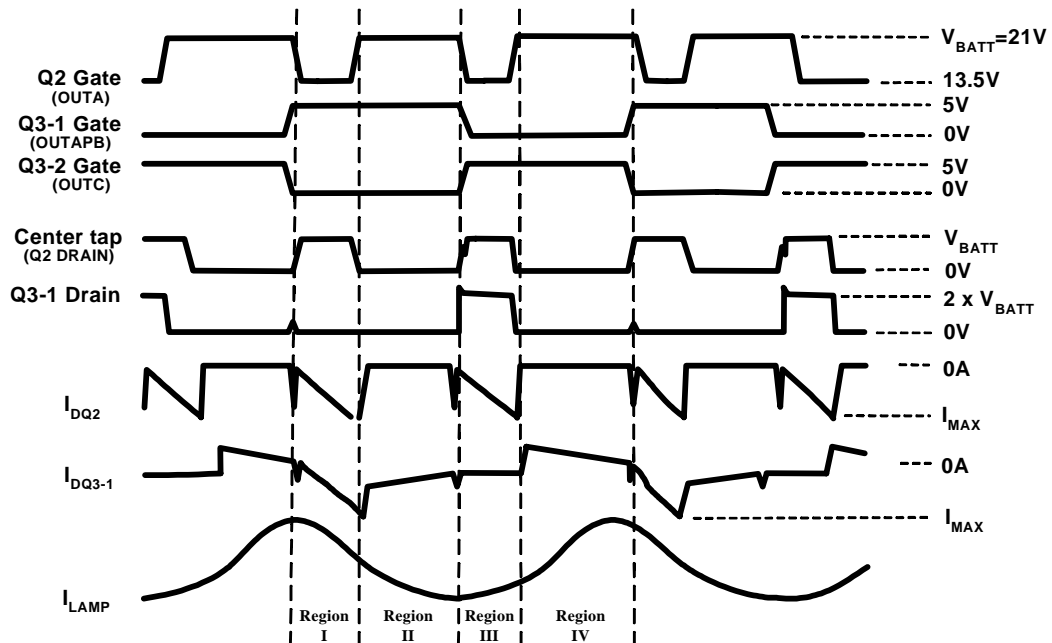 Q2 Gate
(OUTA)
V_BATT=21V
13.5V
Q3-1 Gate
(OUTAPB)
5V
0V
Q3-2 Gate
(OUTC)
5V
0V
Center tap
(Q2 DRAIN)
V_BATT
0V
Q3-1 Drain
2 x V_BATT
0V
I_DQ2
0A
I_MAX
I_DQ3-1
0A
I_MAX
I_LAMP
Region
I
Region
II
Region
III
Region
IV